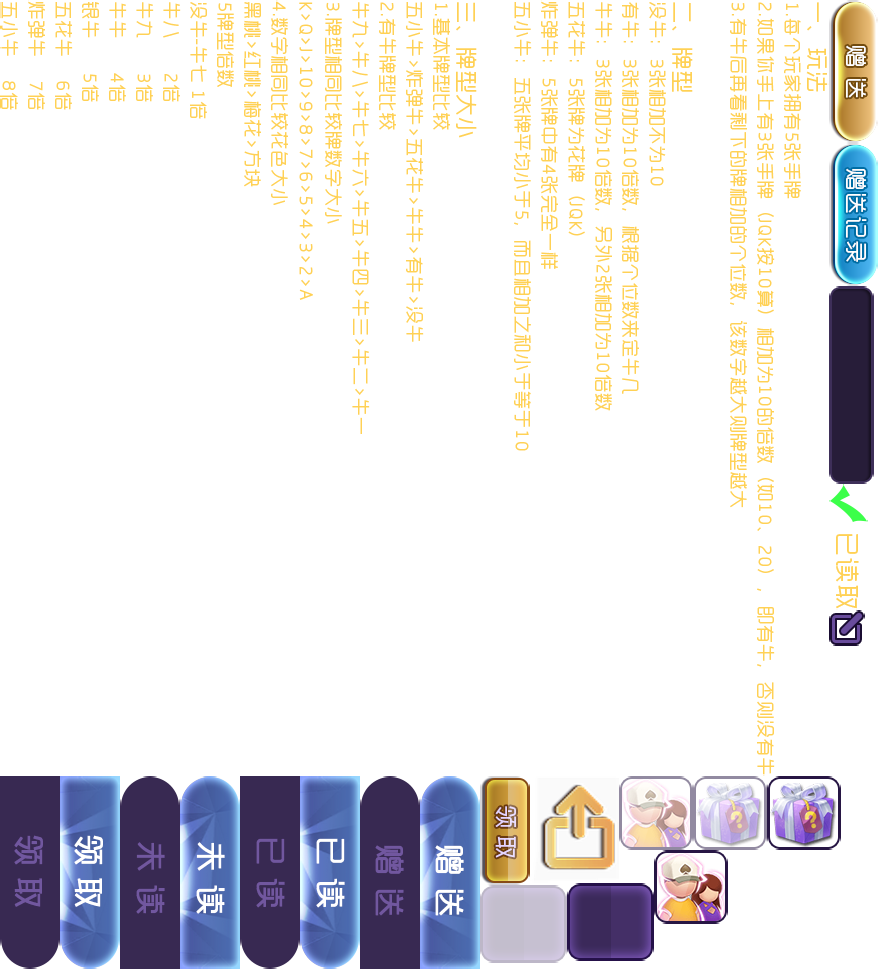 赠 送
赠送记录
已读取
一、玩法
1.每个玩家拥有5张手牌
2.如果你手上有3张手牌（JQK按10算）相加为10的倍数（如10、20），即有牛，否则没有牛
3.有牛后再看剩下的牌相加的个位数，该数字越大则牌型越大
二、牌型
没牛：3张相加不为10
有牛：3张相加为10倍数，根据个位数来定牛几
牛牛：3张相加为10倍数，另外2张相加为10倍数
五花牛：5张牌为花牌（JQK）
炸弹牛：5张牌中有4张完全一样
五小牛：五张牌平均小于5，而且相加之和小于等于10
三、牌型大小
1.基本牌型比较
五小牛>炸弹牛>五花牛>牛牛>有牛>没牛
2.有牛牌型比较
牛九>牛八>牛七>牛六>牛五>牛四>牛三>牛二>牛一
3.牌型相同比较牌数字大小
K>Q>J>10>9>8>7>6>5>4>3>2>A
4.数字相同比较花色大小
黑桃>红桃>梅花>方块
5牌型倍数
没牛-牛七 1倍
牛八 2倍
牛九 3倍
牛牛 4倍
银牛 5倍
五花牛 6倍
炸弹牛 7倍
五小牛 8倍
领取
赠 送
赠 送
已 读
已 读
未 读
未 读
领 取
领 取